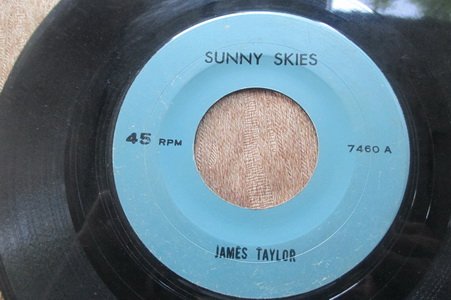 SUNNY SKIES
45 RPM
7460 A
JAMES TAYLOR